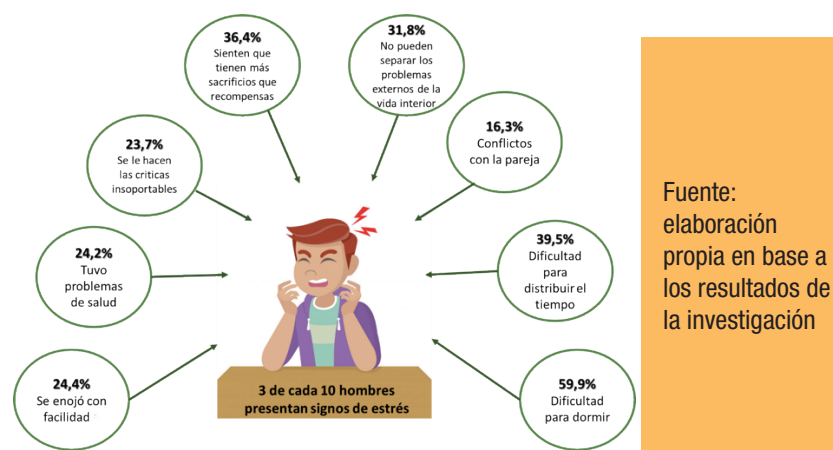 36,4%
Sienten que
tienen más
sacrificios que
recompensas
31,8%
No pueden
separar los
problemas
externos de la
vida interior
23,7%
Se le hacen
las criticas
insoportables
16,3%
Conflictos
con la pareja
24,2%
Tuvo
problemas
de salud
39,5%
Dificultad
para
distribuir el
tiempo
24,4%
Se enojó con
facilidad
59,9%
Dificultad
para dormir
3 de cada 10 hombres
presentan signos de estrés
Fuente:
elaboración
propia en base a
los resultados de
la investigación